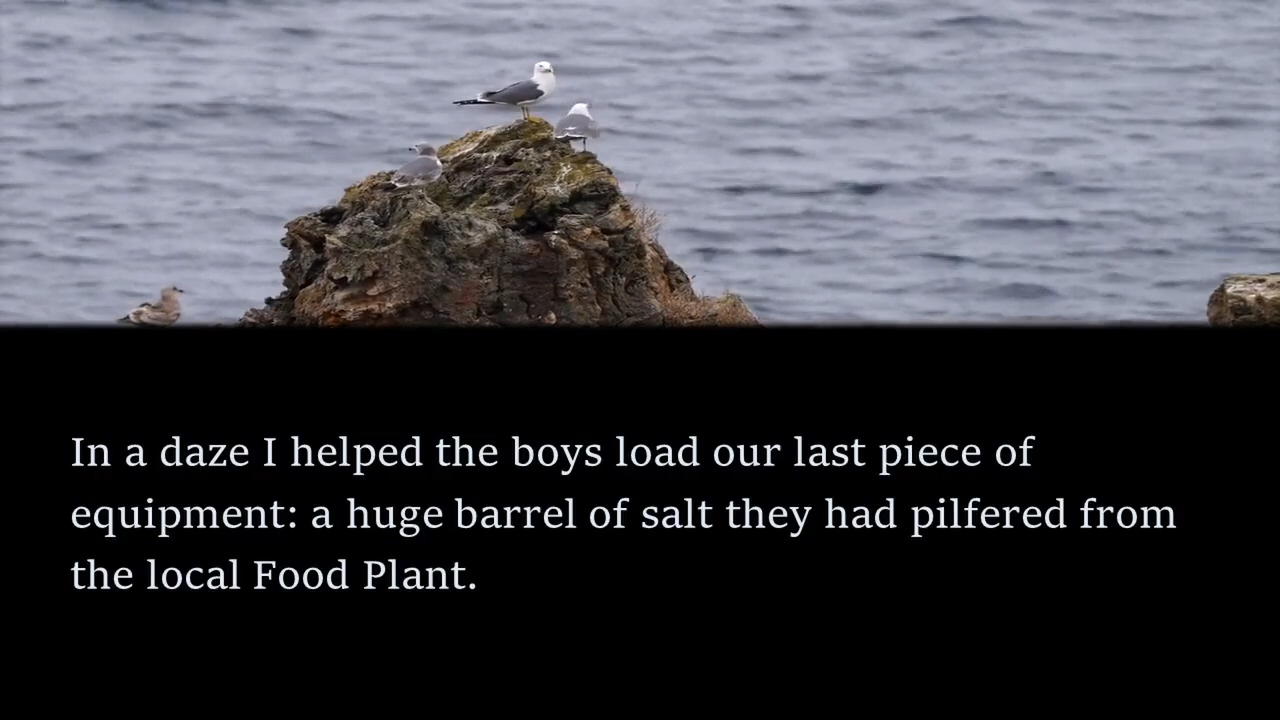 In a daze I helped the boys load our last piece of
equipment: a huge barrel of salt they had pilfered from
the local Food Plant.